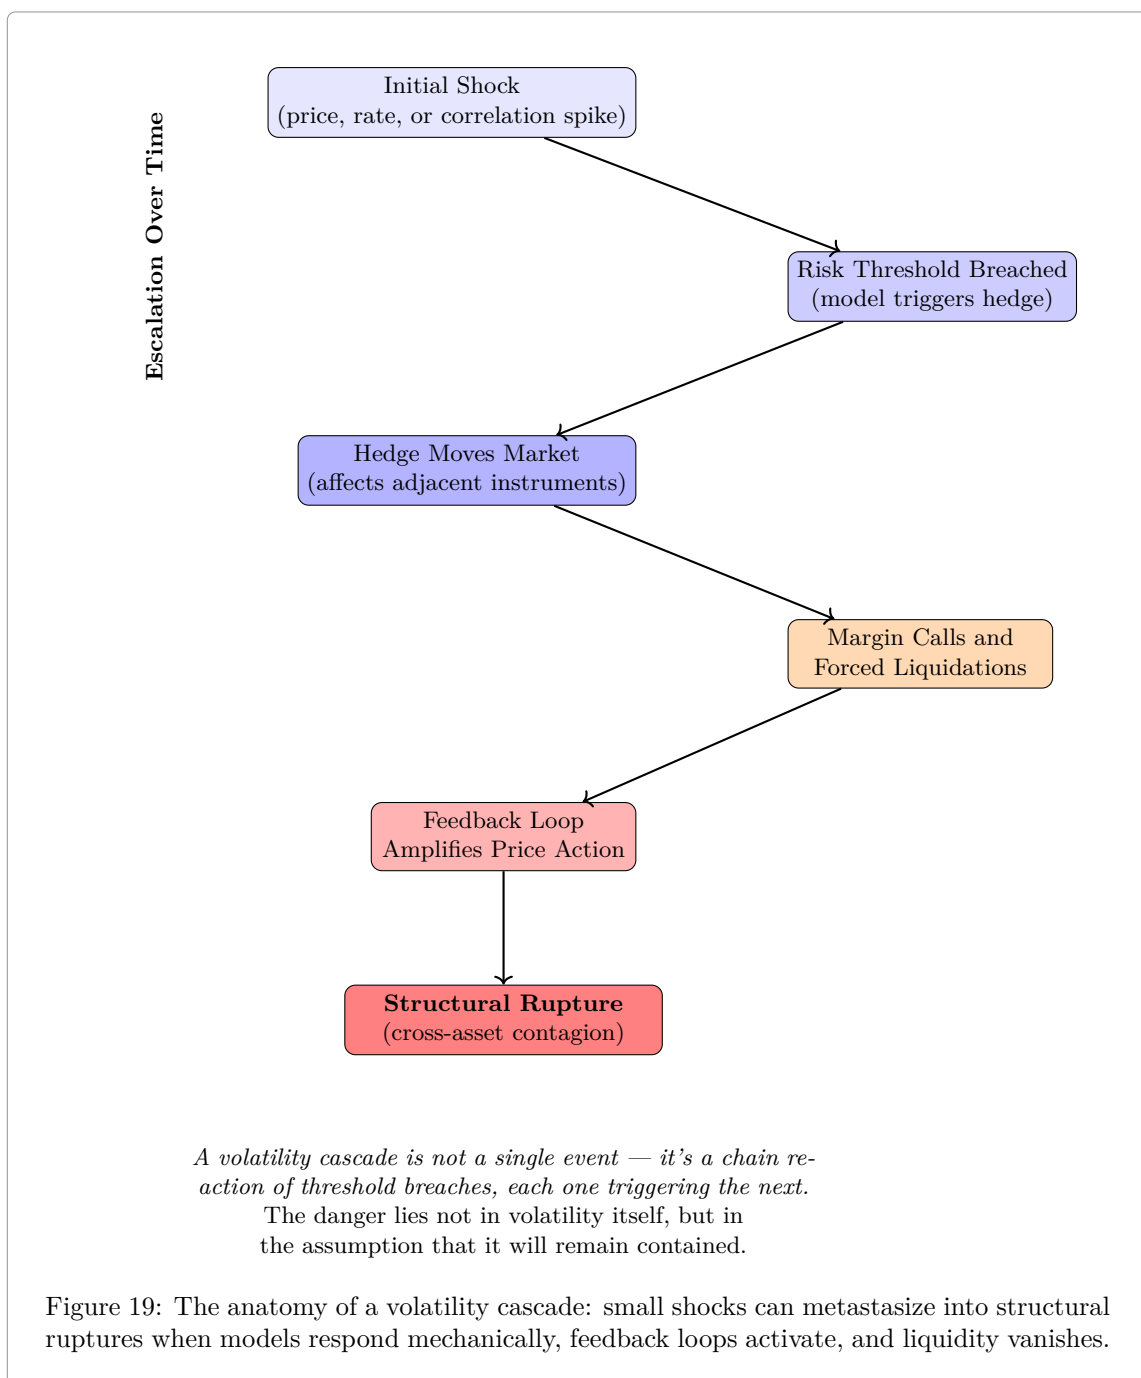 Initial Shock
(price, rate, or correlation spike)
Escalation Over Time
Risk Threshold Breached
(model triggers hedge)
Hedge Moves Market
(affects adjacent instruments)
Margin Calls and
Forced Liquidations
Feedback Loop
Amplifies Price Action
Structural Rupture
(cross-asset contagion)
A volatility cascade is not a single event — it's a chain re-
action of threshold breaches, each one triggering the next.
The danger lies not in volatility itself, but in
the assumption that it will remain contained.
Figure 19: The anatomy of a volatility cascade: small shocks can metastasize into structural
ruptures when models respond mechanically, feedback loops activate, and liquidity vanishes.